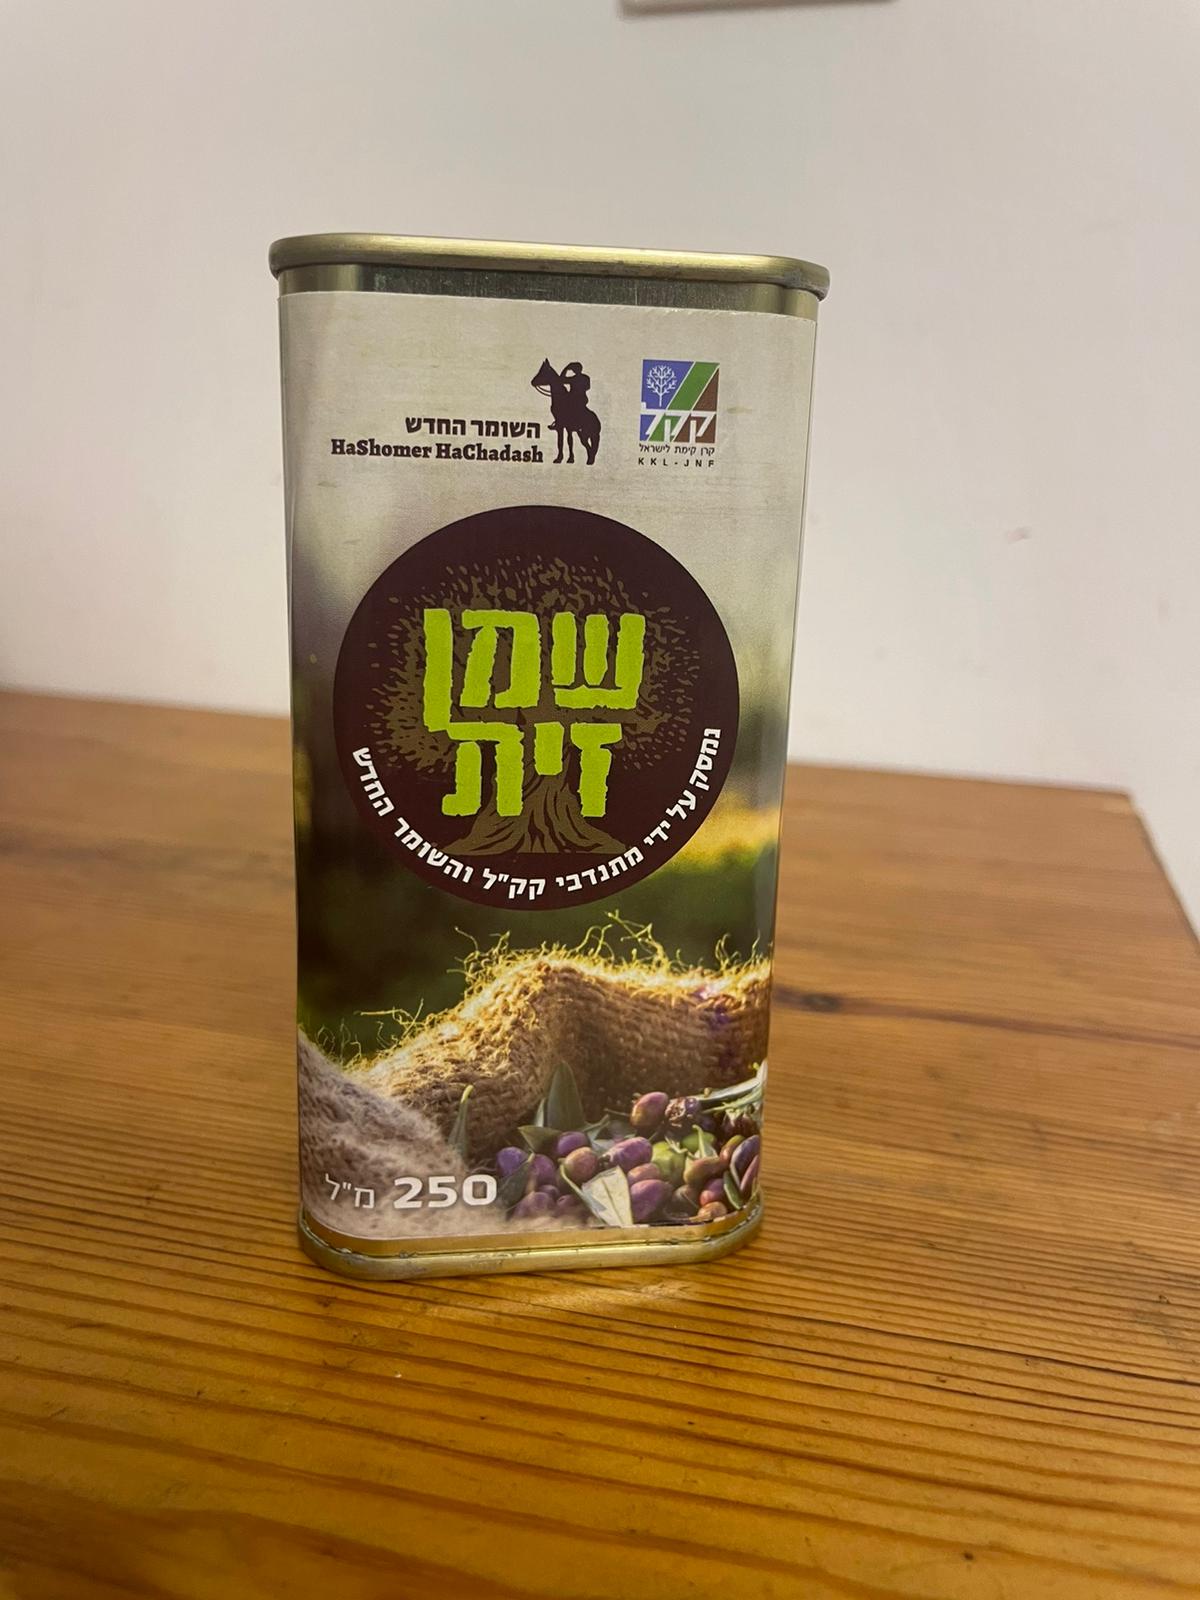 השומר החדש
HaShomer HaChadash
קקל
קרן קימת לישראל
KKL-JNF
שמן
זית
נמסק על ידי מתנדבי קק"ל והשומר החדש
250 מ"ל